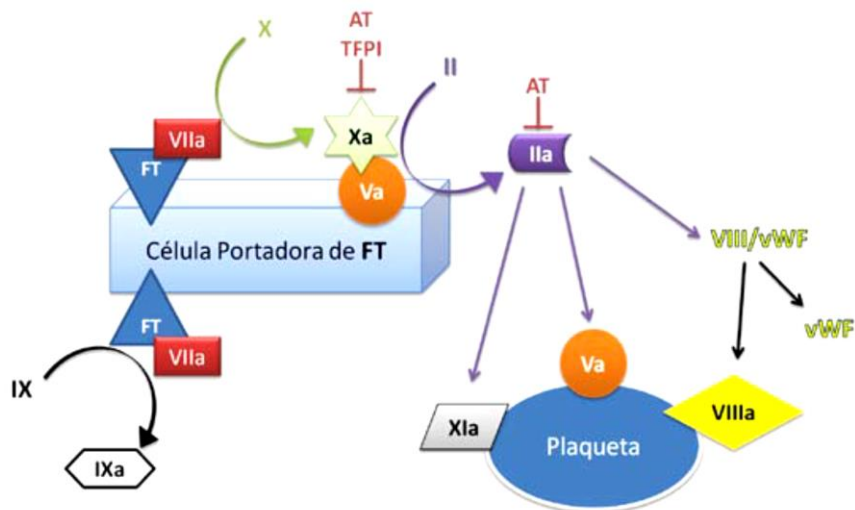 AT
TFPI
X
II
AT
VIIa
Xa
IIa
FT
Va
VIII/vWF
Célula Portadora de FT
vWF
FT
VIIa
Va
IX
XIa
VIIIa
Plaqueta
IXa